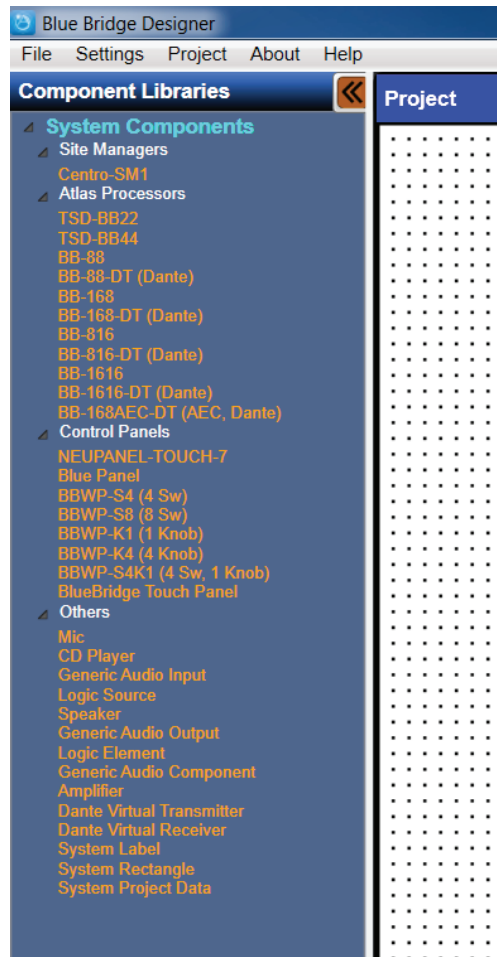 Blue Bridge Designer
File Settings Project About Help
Component Libraries
Project
System Components
Site Managers
Centro-SM1
Atlas Processors
TSD-BB22
TSD-BB44
BB-88
BB-88-DT (Dante)
BB-168
BB-168-DT (Dante)
BB-816
BB-816-DT (Dante)
BB-1616
BB-1616-DT (Dante)
BB-168AEC-DT (AEC, Dante)
Control Panels
NEUPANEL-TOUCH-7
Blue Panel
BBWP-S4 (4 Sw)
BBWP-S8 (8 Sw)
BBWP-K1 (1 Knob)
BBWP-K4 (4 Knob)
BBWP-S4K1 (4 Sw, 1 Knob)
BlueBridge Touch Panel
Others
Mic
CD Player
Generic Audio Input
Logic Source
Speaker
Generic Audio Output
Logic Element
Generic Audio Component
Amplifier
Dante Virtual Transmitter
Dante Virtual Receiver
System Label
System Rectangle
System Project Data